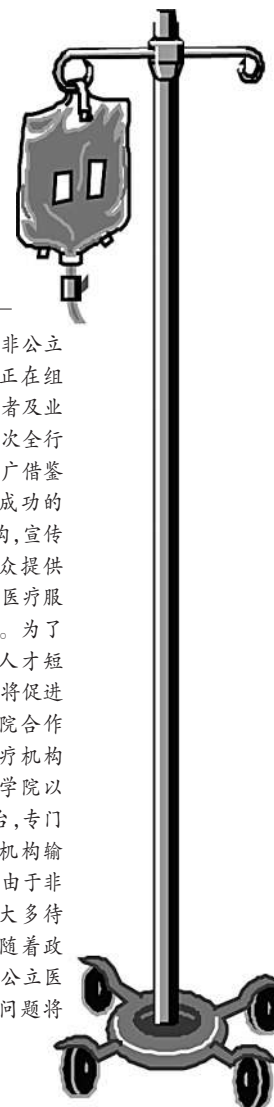 非公立
正在组
者及业
次全行
广借鉴
成功的
构,宣传
众提供
医疗服
。为了
人才短
将促进
院合作
疗机构
学院以
台,专门
机构输
由于非
大多待
随着政
公立医
问题将